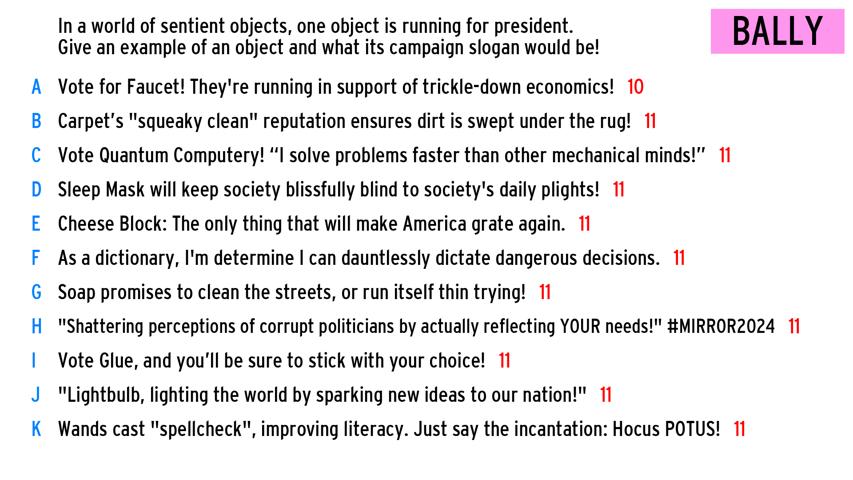 In a world of sentient objects, one object is running for president.
Give an example of an object and what its campaign slogan would be!
BALLY
A Vote for Faucet! They're running in support of trickle-down economics! 10
B Carpet’s "squeaky clean" reputation ensures dirt is swept under the rug! 11
C Vote Quantum Computery! “I solve problems faster than other mechanical minds!” 11
D Sleep Mask will keep society blissfully blind to society's daily plights! 11
E Cheese Block: The only thing that will make America grate again. 11
F As a dictionary, I'm determine I can dauntlessly dictate dangerous decisions. 11
G Soap promises to clean the streets, or run itself thin trying! 11
H "Shattering perceptions of corrupt politicians by actually reflecting YOUR needs!" #MIRROR2024 11
I Vote Glue, and you’ll be sure to stick with your choice! 11
J "Lightbulb, lighting the world by sparking new ideas to our nation!" 11
K Wands cast "spellcheck", improving literacy. Just say the incantation: Hocus POTUS! 11